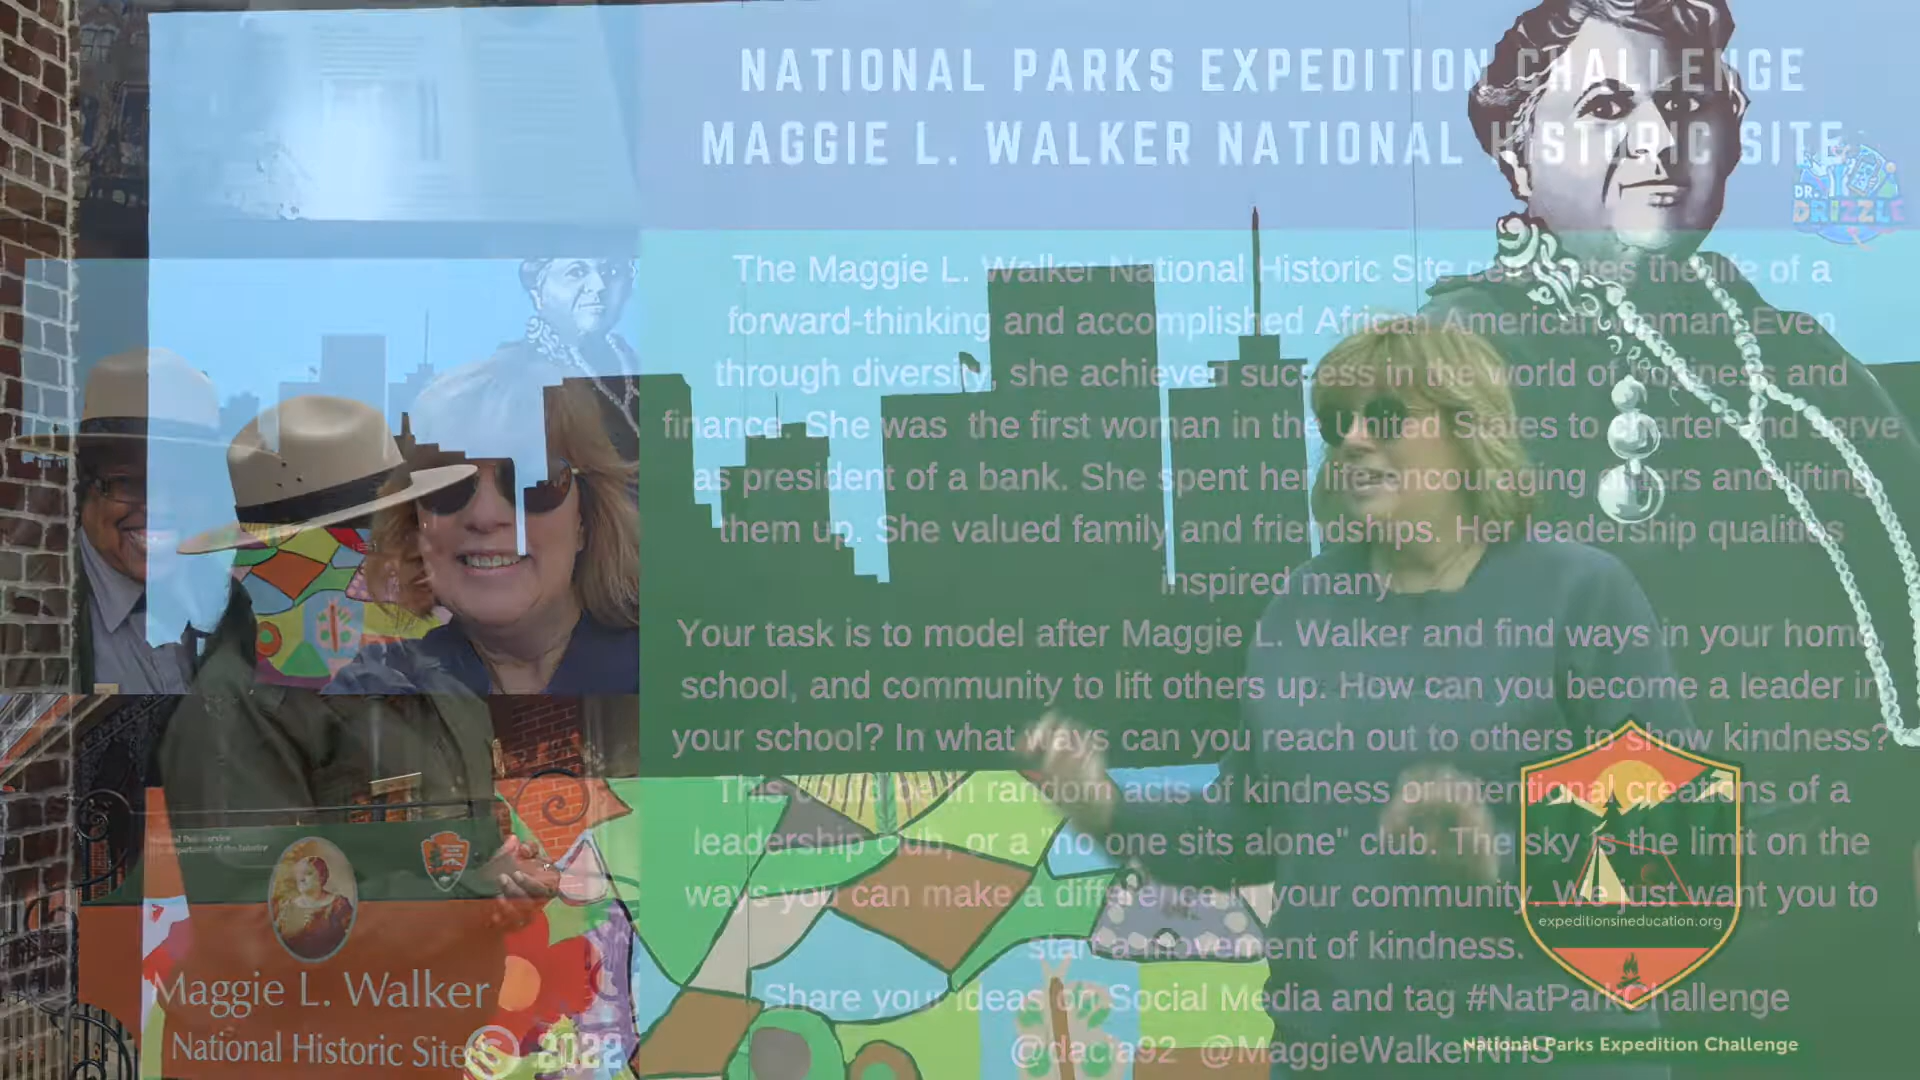 NATIONAL PARKS EXPEDITION CHALLENGE
MAGGIE L. WALKER NATIONAL HISTORIC SITE
DR.
DRIZZLE
The Maggie L. Walker National Historic Site celebrates the life of a
forward-thinking and accomplished African American woman. Even
through diversity, she achieved success in the world of business and
finance. She was the first woman in the United States to charter and serve
as president of a bank. She spent her life encouraging others and lifting
them up. She valued family and friendships. Her leadership qualities
inspired many
Your task is to model after Maggie L. Walker and find ways in your home,
school, and community to lift others up. How can you become a leader in
your school? In what ways can you reach out to others to show kindness?
This could be in random acts of kindness or intentional creations of a
leadership club, or a "no one sits alone" club. The sky is the limit on the
ways you can make a difference in your community. We just want you to
start a movement of kindness.
Share your ideas on Social Media and tag #NatParkChallenge
@dacia92 @MaggieWalkerNHS
expeditionsineducation.org
National Parks Expedition Challenge
National Park Service
U.S. Department of the Interior
Maggie L. Walker
National Historic Site
© 2022